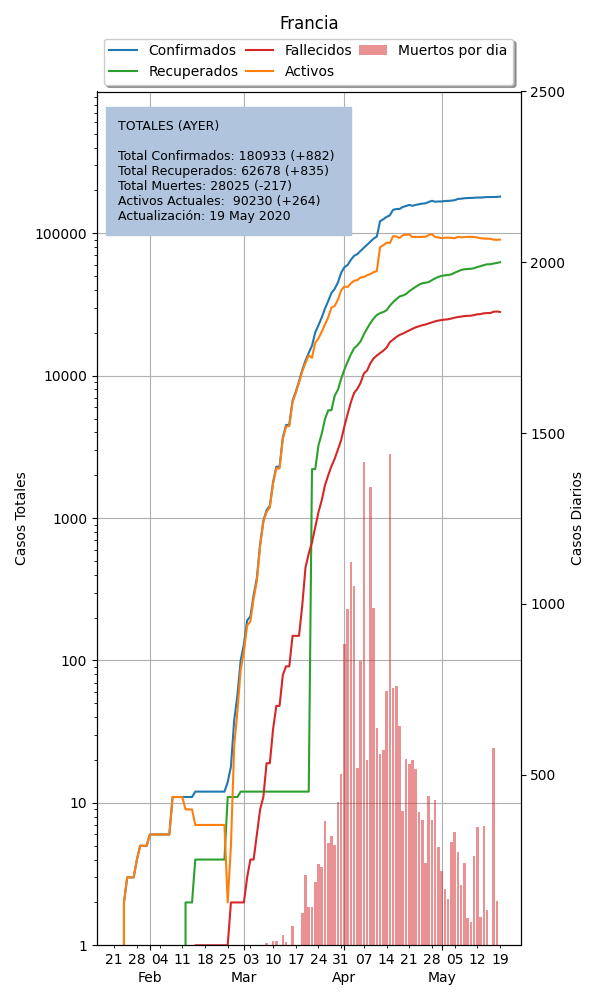 Francia
Confirmados Fallecidos Muertos por dia
Recuperados Activos
TOTALES (AYER)
Total Confirmados: 180933 (+882)
Total Recuperados: 62678 (+835)
Total Muertes: 28025 (-217)
Activos Actuales:  90230 (+264)
Actualización: 19 May 2020
Casos Totales
100000
10000
1000
100
10
1
2500
2000
1500
1000
500
Casos Diarios
21 28 04 11 18 25 03 10 17 24 31 07 14 21 28 05 12 19
Feb Mar Apr May